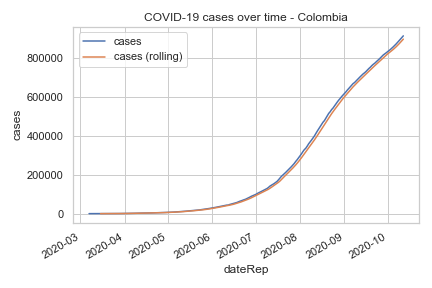 COVID-19 cases over time - Colombia
cases
cases (rolling)
800000
600000
400000
200000
0
cases
2020-03
2020-04
2020-05
2020-06
2020-07
2020-08
2020-09
2020-10
dateRep